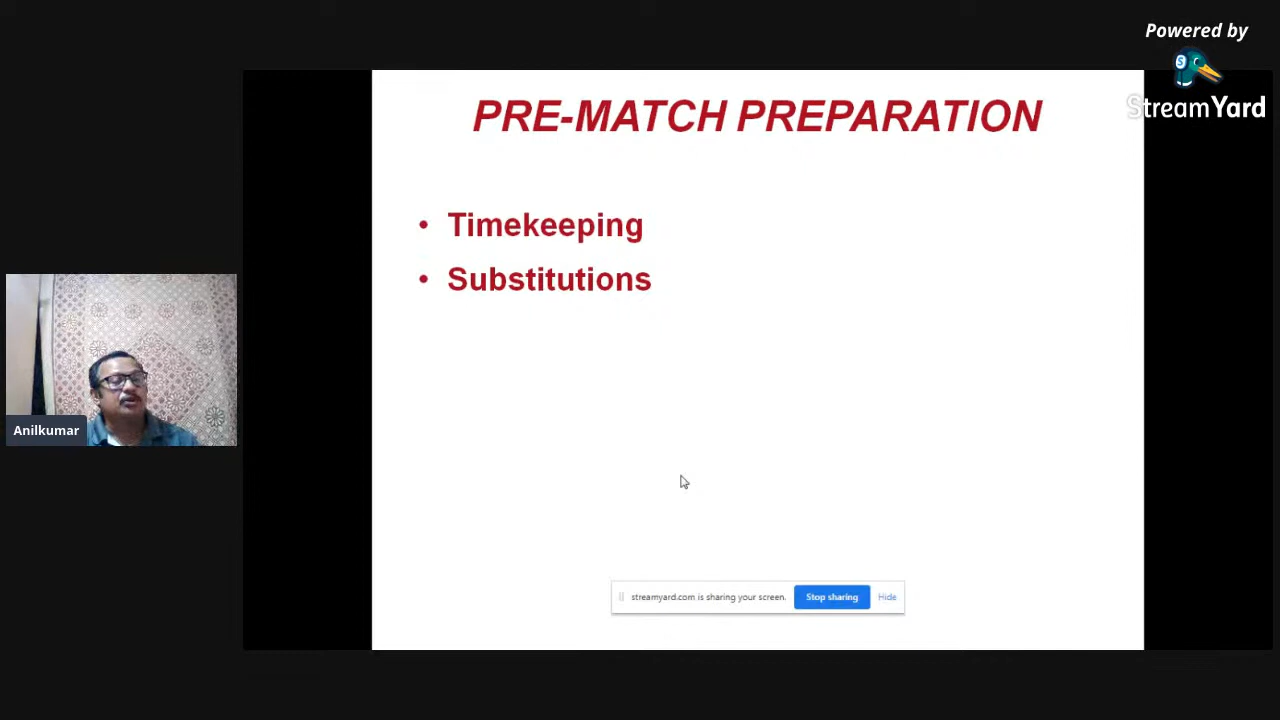 Powered by
StreamYard
PRE-MATCH PREPARATION
• Timekeeping
• Substitutions
Anilkumar
streamyard.com is sharing your screen.
Stop sharing
Hide